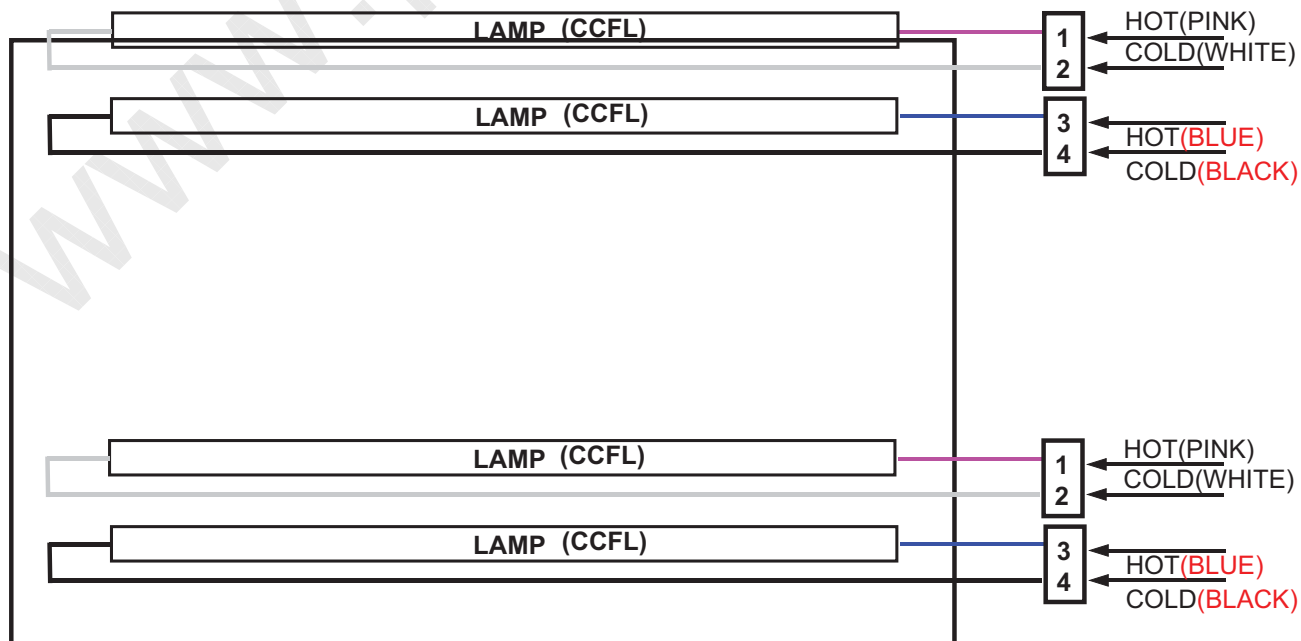 LAMP (CCFL)
1
HOT(PINK)
2
COLD(WHITE)
LAMP (CCFL)
3
HOT(BLUE)
4
COLD(BLACK)
LAMP (CCFL)
1
HOT(PINK)
2
COLD(WHITE)
LAMP (CCFL)
3
HOT(BLUE)
4
COLD(BLACK)
www.